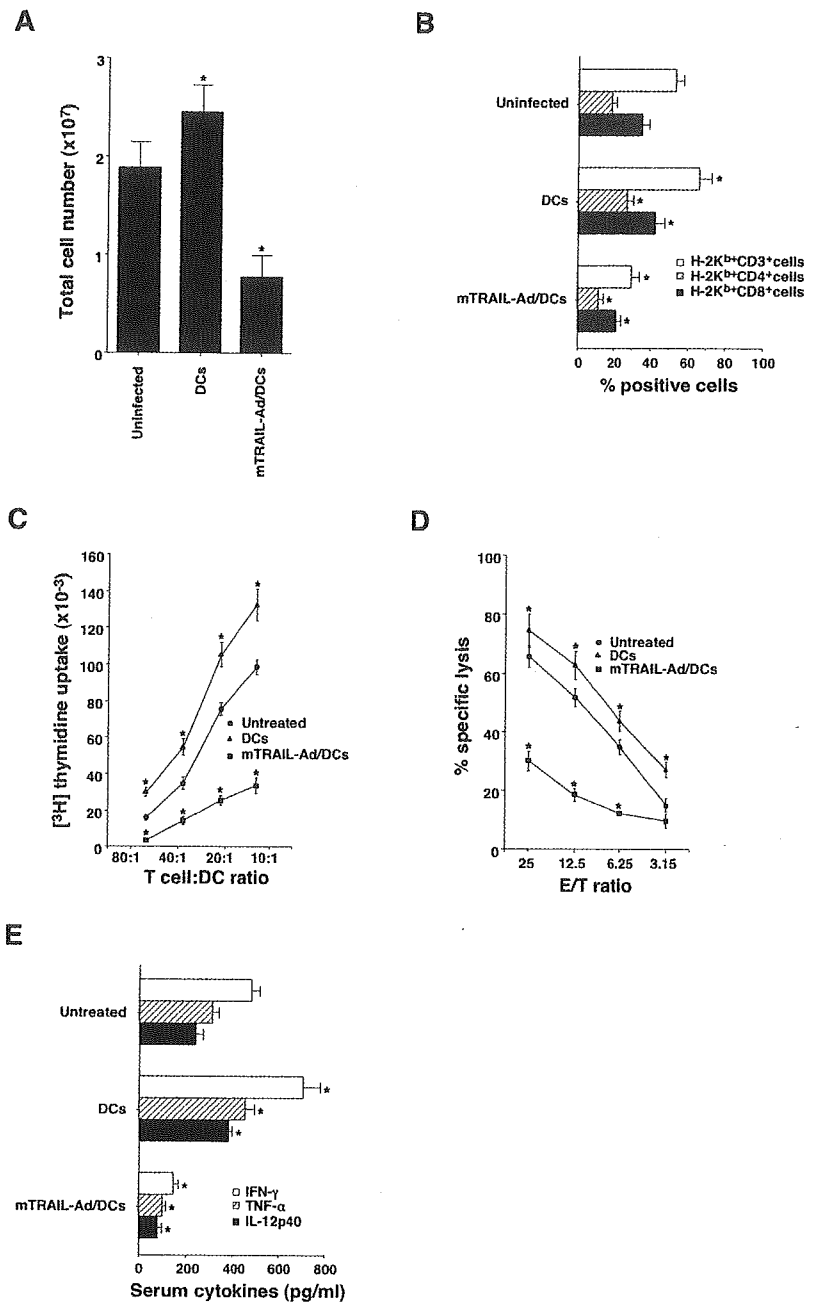 A
Total cell number (x10⁷)
3
2
1
0
*
*
Uninfected
DCs
mTRAIL-Ad/DCs
B
Uninfected
DCs
mTRAIL-Ad/DCs
*
*
*
*
*
*
H-2Kᵇ⁺CD3⁺cells
H-2Kᵇ⁺CD4⁺cells
H-2Kᵇ⁺CD8⁺cells
0 20 40 60 80 100
% positive cells
C
[³H] thymidine uptake (x10⁻³)
160
140
120
100
80
60
40
20
0
*
*
*
*
*
*
*
*
Untreated
DCs
mTRAIL-Ad/DCs
80:1 40:1 20:1 10:1
T cell:DC ratio
D
% specific lysis
100
80
60
40
20
0
*
*
*
*
*
*
*
Untreated
DCs
mTRAIL-Ad/DCs
25 12.5 6.25 3.15
E/T ratio
E
Untreated
DCs
mTRAIL-Ad/DCs
*
*
*
*
*
*
IFN-γ
TNF-α
IL-12p40
0 200 400 600 800
Serum cytokines (pg/ml)